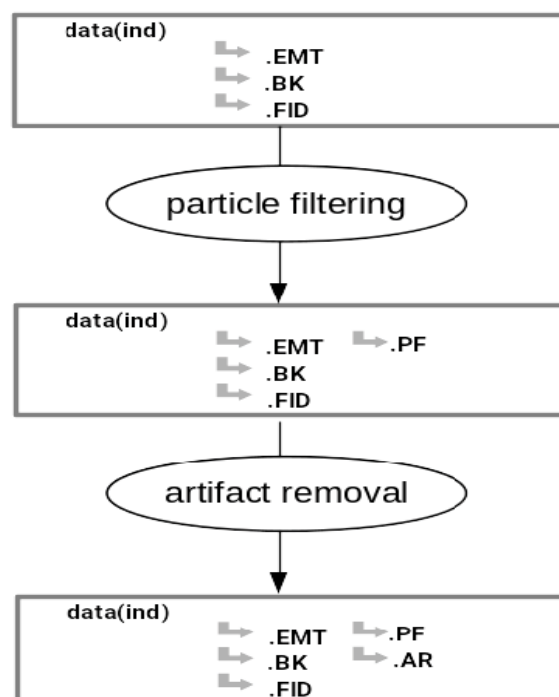 data(ind)
.EMT
.BK
.FID
particle filtering
data(ind)
.EMT .PF
.BK
.FID
artifact removal
data(ind)
.EMT .PF
.BK .AR
.FID